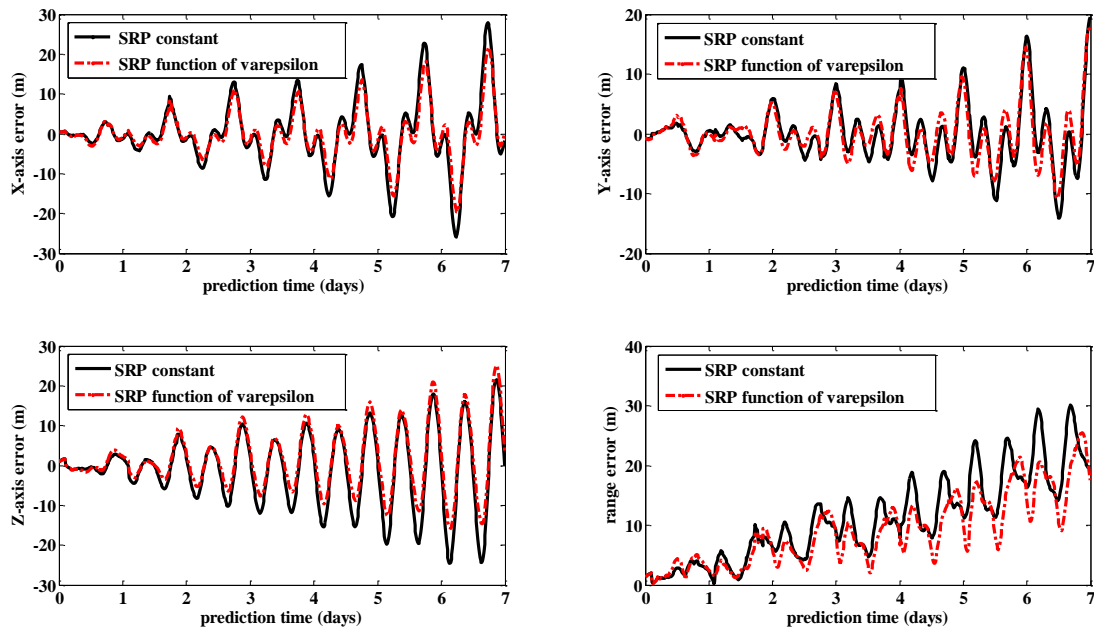 30
20
10
0
-10
-20
-30
X-axis error (m)
SRP constant
SRP function of varepsilon
0 1 2 3 4 5 6 7
prediction time (days)
20
10
0
-10
20
Y-axis error (m)
SRP constant
SRP function of varepsilon
0 1 2 3 4 5 6 7
prediction time (days)
30
20
10
0
-10
-20
-30
Z-axis error (m)
SRP constant
SRP function of varepsilon
0 1 2 3 4 5 6 7
prediction time (days)
40
30
20
10
0
range error (m)
SRP constant
SRP function of varepsilon
0 1 2 3 4 5 6 7
prediction time (days)